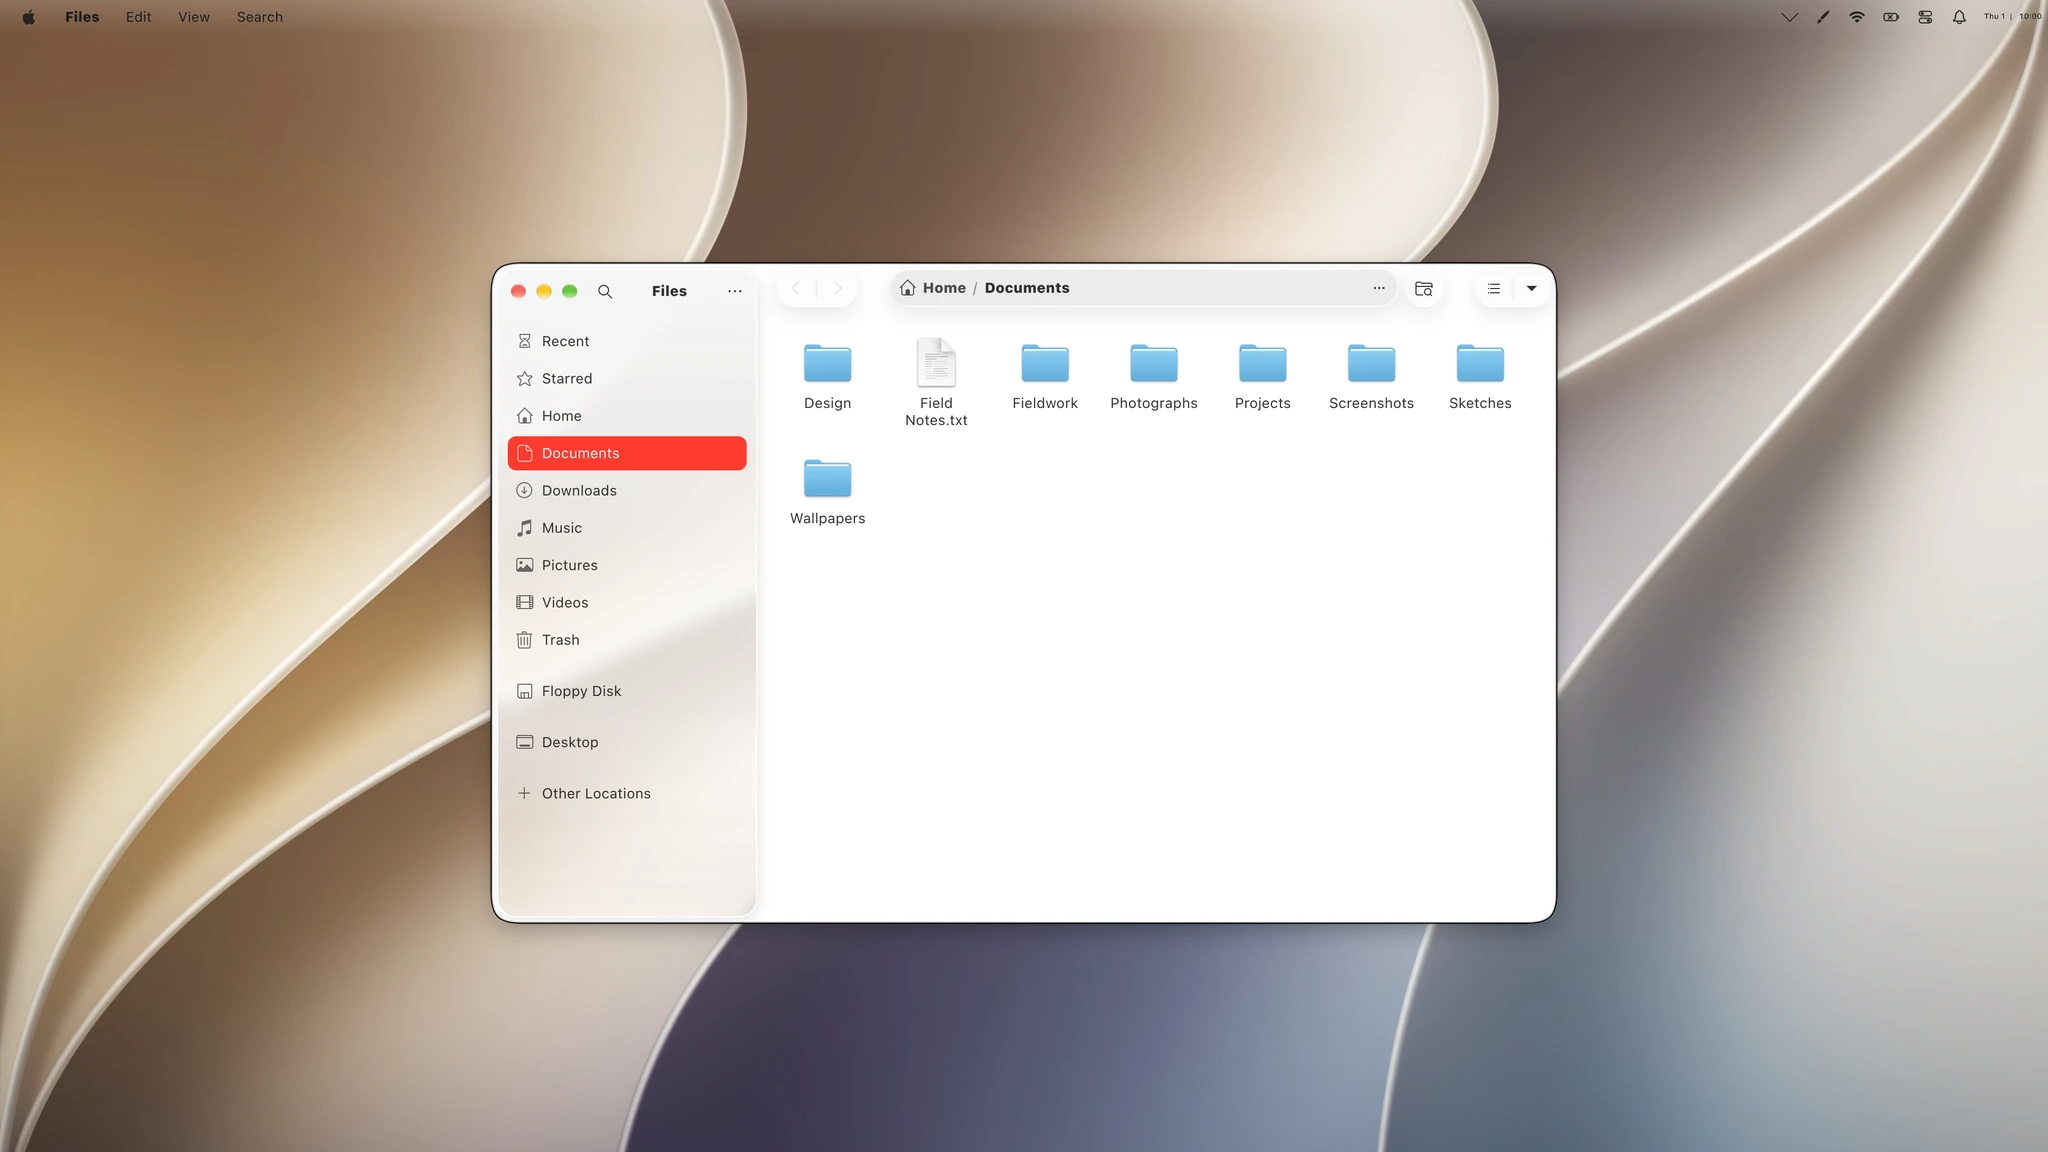 Files Edit View Search
Thu 1 | 10:00
Files
Home / Documents
Recent
Starred
Home
Documents
Downloads
Music
Pictures
Videos
Trash
Floppy Disk
Desktop
Other Locations
Design
Field
Notes.txt
Fieldwork
Photographs
Projects
Screenshots
Sketches
Wallpapers